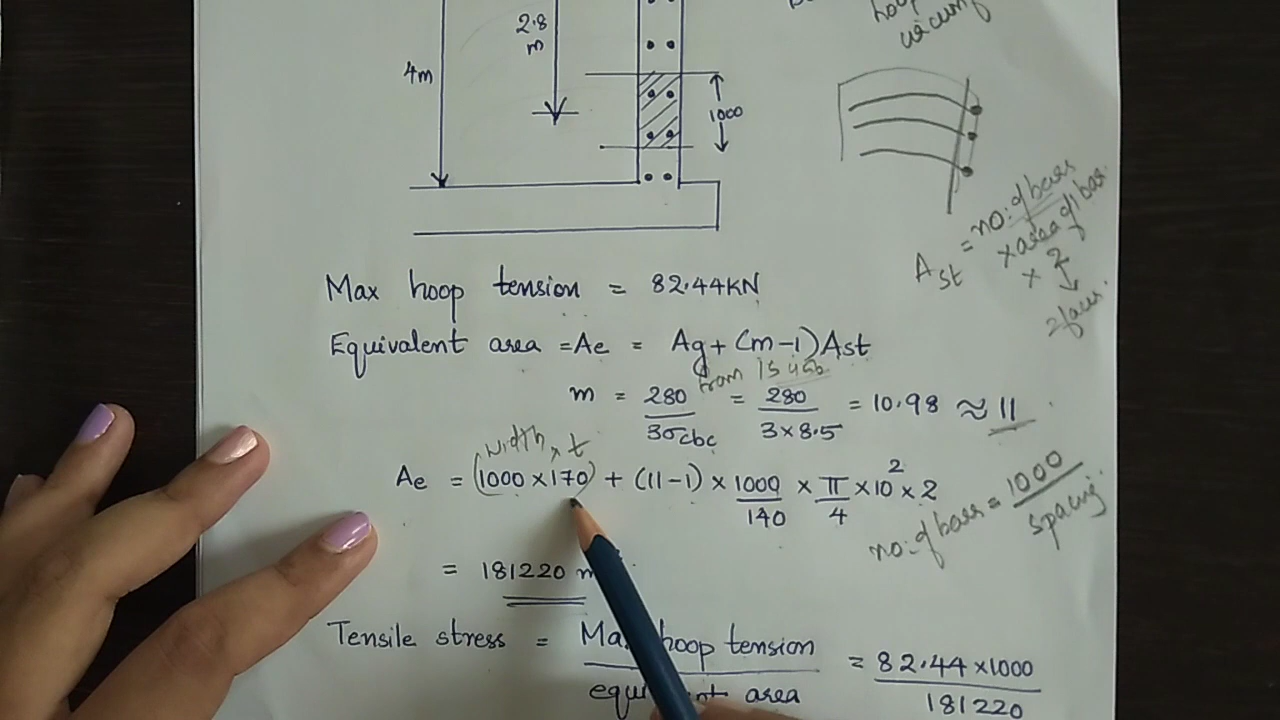 hoop
2.8
m
4m
1000
Ast = no: of bars
× area of 1 bar.
× 2
2 faces.
Max hoop tension = 82.44KN
Equivalent area = Ae = Ag + (m-1)Ast
from IS 456
m = 280/3σcbc = 280/3×8.5 = 10.98 ≈ 11
width × t
Ae = (1000 × 170) + (11-1) × 1000/140 × π/4 × 10² × 2
no: of bars = 1000/spacing
= 181220 m
Tensile stress = Max hoop tension/equivalent area = 82.44 × 1000/181220